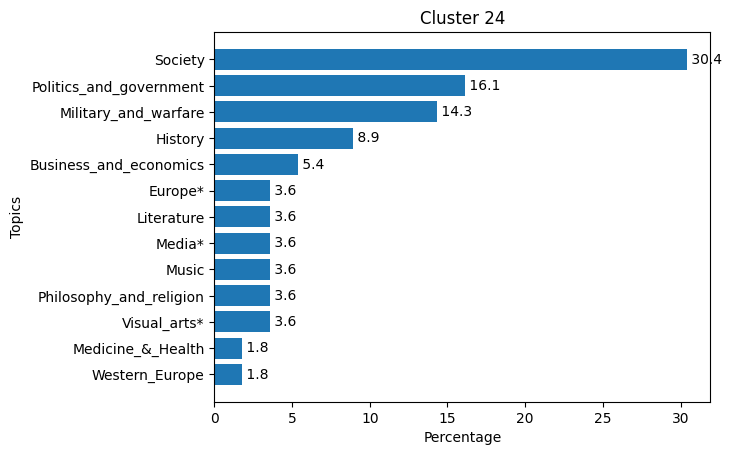 Cluster 24
Society 30.4
Politics_and_government 16.1
Military_and_warfare 14.3
History 8.9
Business_and_economics 5.4
Europe* 3.6
Literature 3.6
Media* 3.6
Music 3.6
Philosophy_and_religion 3.6
Visual_arts* 3.6
Medicine_&_Health 1.8
Western_Europe 1.8
Topics
0 5 10 15 20 25 30
Percentage